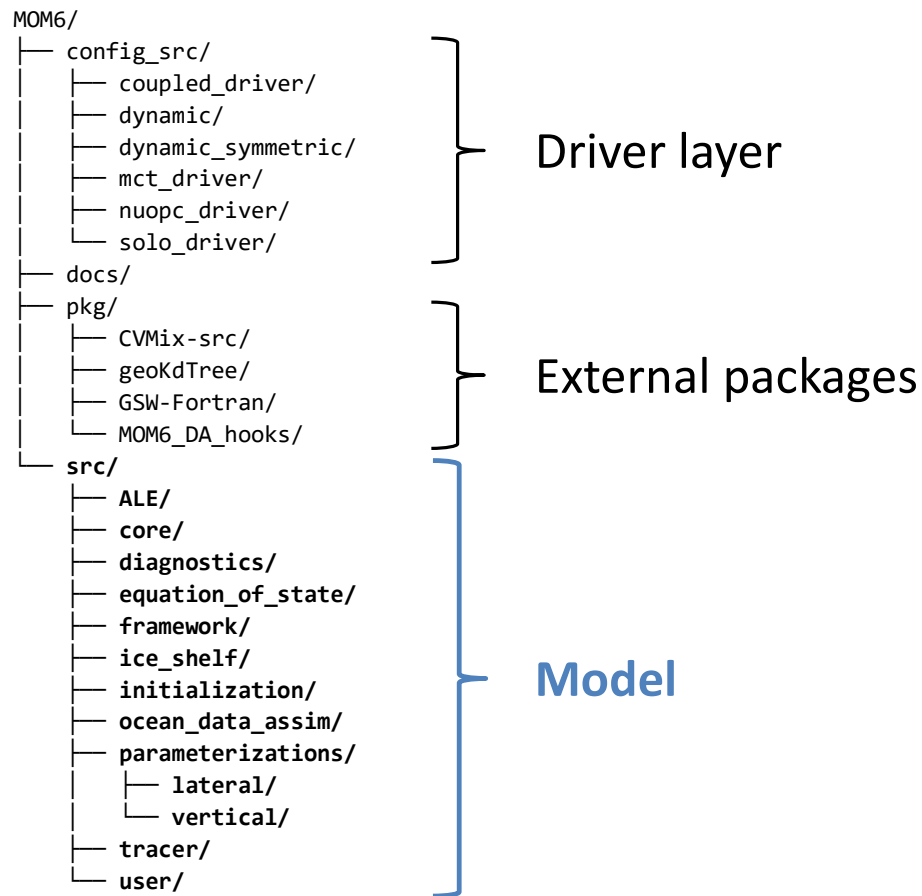 MOM6/
├── config_src/
│   ├── coupled_driver/
│   ├── dynamic/
│   ├── dynamic_symmetric/
│   ├── mct_driver/
│   ├── nuopc_driver/
│   └── solo_driver/
Driver layer
├── docs/
├── pkg/
│   ├── CVMix-src/
│   ├── geoKdTree/
│   ├── GSW-Fortran/
│   └── MOM6_DA_hooks/
External packages
└── src/
    ├── ALE/
    ├── core/
    ├── diagnostics/
    ├── equation_of_state/
    ├── framework/
    ├── ice_shelf/
    ├── initialization/
    ├── ocean_data_assim/
    ├── parameterizations/
    │   ├── lateral/
    │   └── vertical/
    ├── tracer/
    └── user/
Model